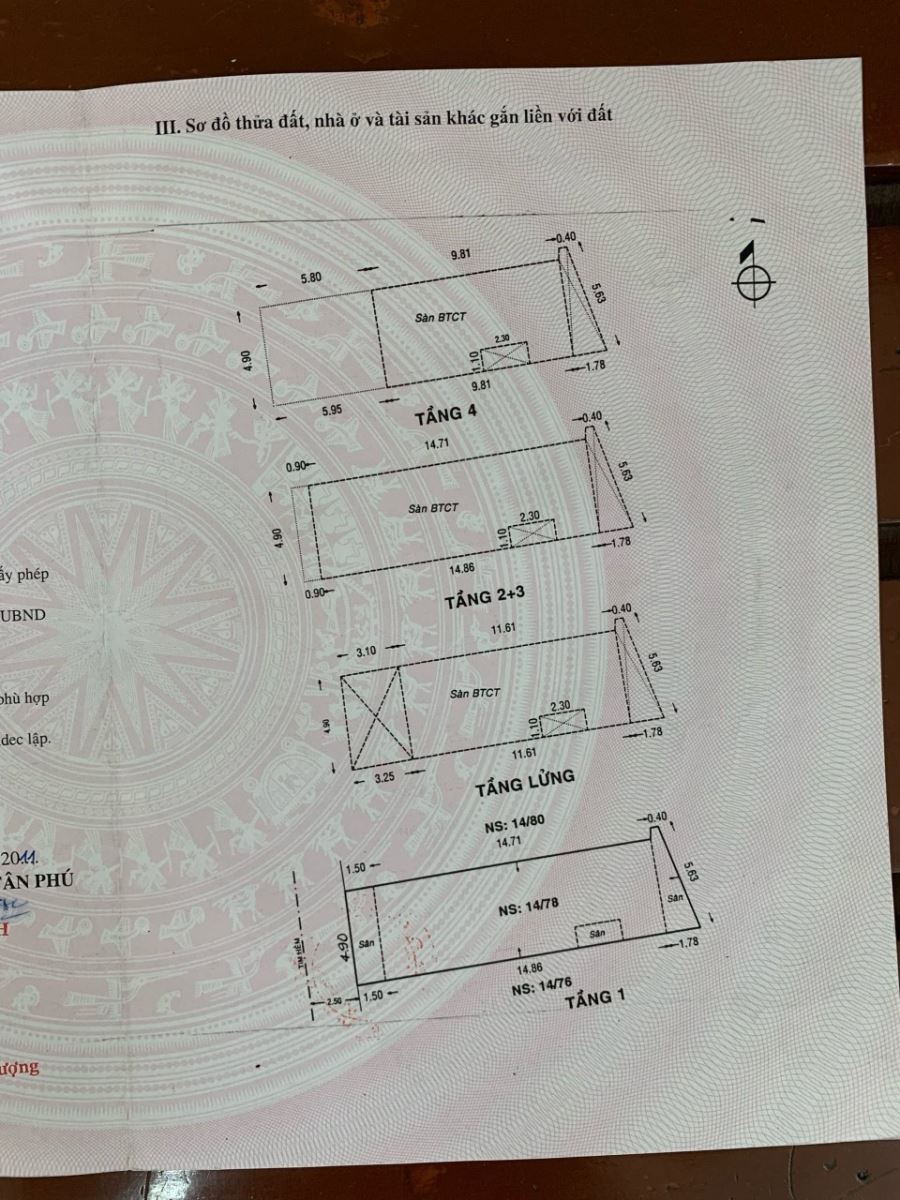 III. Sơ đồ thửa đất, nhà ở và tài sản khác gắn liền với đất
0.40
9.81
5.80
5.63
Sàn BTCT
4.90
2.30
1.10
1.78
9.81
5.95
TẦNG 4
0.40
14.71
0.90
5.63
Sàn BTCT
4.90
2.30
1.10
1.78
14.86
0.90
TẦNG 2+3
ấy phép
UBND
0.40
11.61
3.10
5.63
Sàn BTCT
4.90
2.30
1.10
1.78
11.61
3.25
TẦNG LỬNG
phù hợp
dec lập.
NS: 14/80
0.40
14.71
1.50
5.63
NS: 14/78
Sân
Sân
Sân
4.90
TIM HẺM
1.78
14.86
2.50
1.50
NS: 14/76
TẦNG 1
2011.
TÂN PHÚ
H
ượng